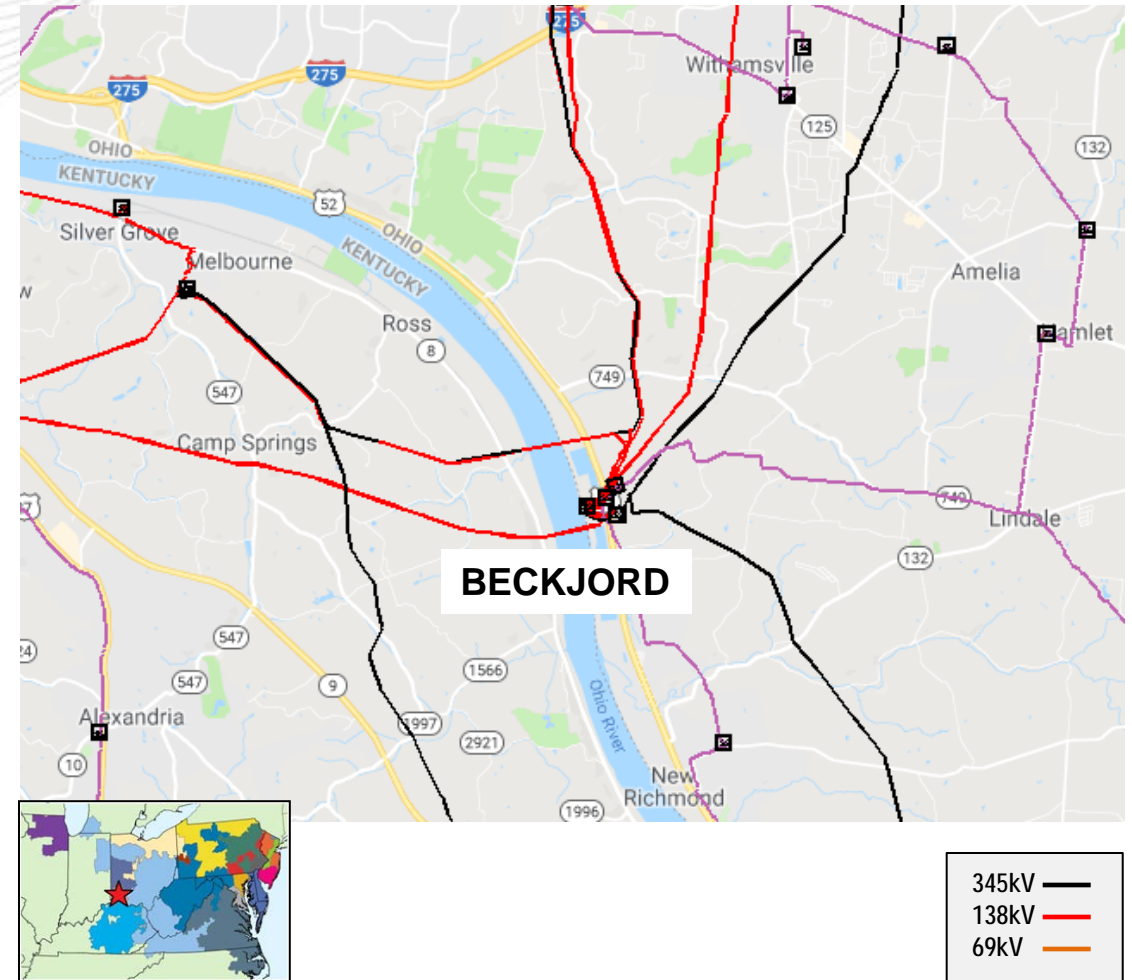 275
Withamsville
275
275
125
132
OHIO
KENTUCKY
52
Silver Grove
OHIO
KENTUCKY
Melbourne
Amelia
Ross
8
Hamlet
749
547
Camp Springs
749
Lindale
132
BECKJORD
547
1566
547
9
Ohio River
Alexandria
1997
2921
10
New
Richmond
1996
345kV
138kV
69kV